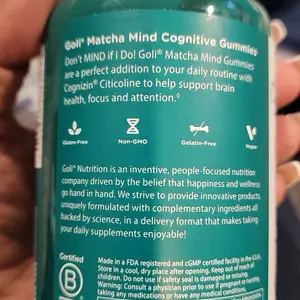 Goli® Matcha Mind Cognitive Gummies
Don't MIND if I Do! Goli® Matcha Mind Gummies
are a perfect addition to your daily routine with
Cognizin® Citicoline to help support brain
health, focus and attention.◊
Gluten-Free
Non-GMO
Gelatin-Free
Vegan
Goli® Nutrition is an inventive, people-focused nutrition
company driven by the belief that happiness and wellness
go hand in hand. We strive to provide innovative products,
uniquely formulated with complementary ingredients all
backed by science, in a delivery format that makes taking
your daily supplements enjoyable!
Certified
B
Made in a FDA registered and cGMP certified facility in the U.S.A.
Store in a cool, dry place after opening. Keep out of reach of
children. Do not use if safety seal is damaged or missing.
Warning: Consult a physician prior to use if pregnant or nursing,
taking any medications or have any medical conditions.